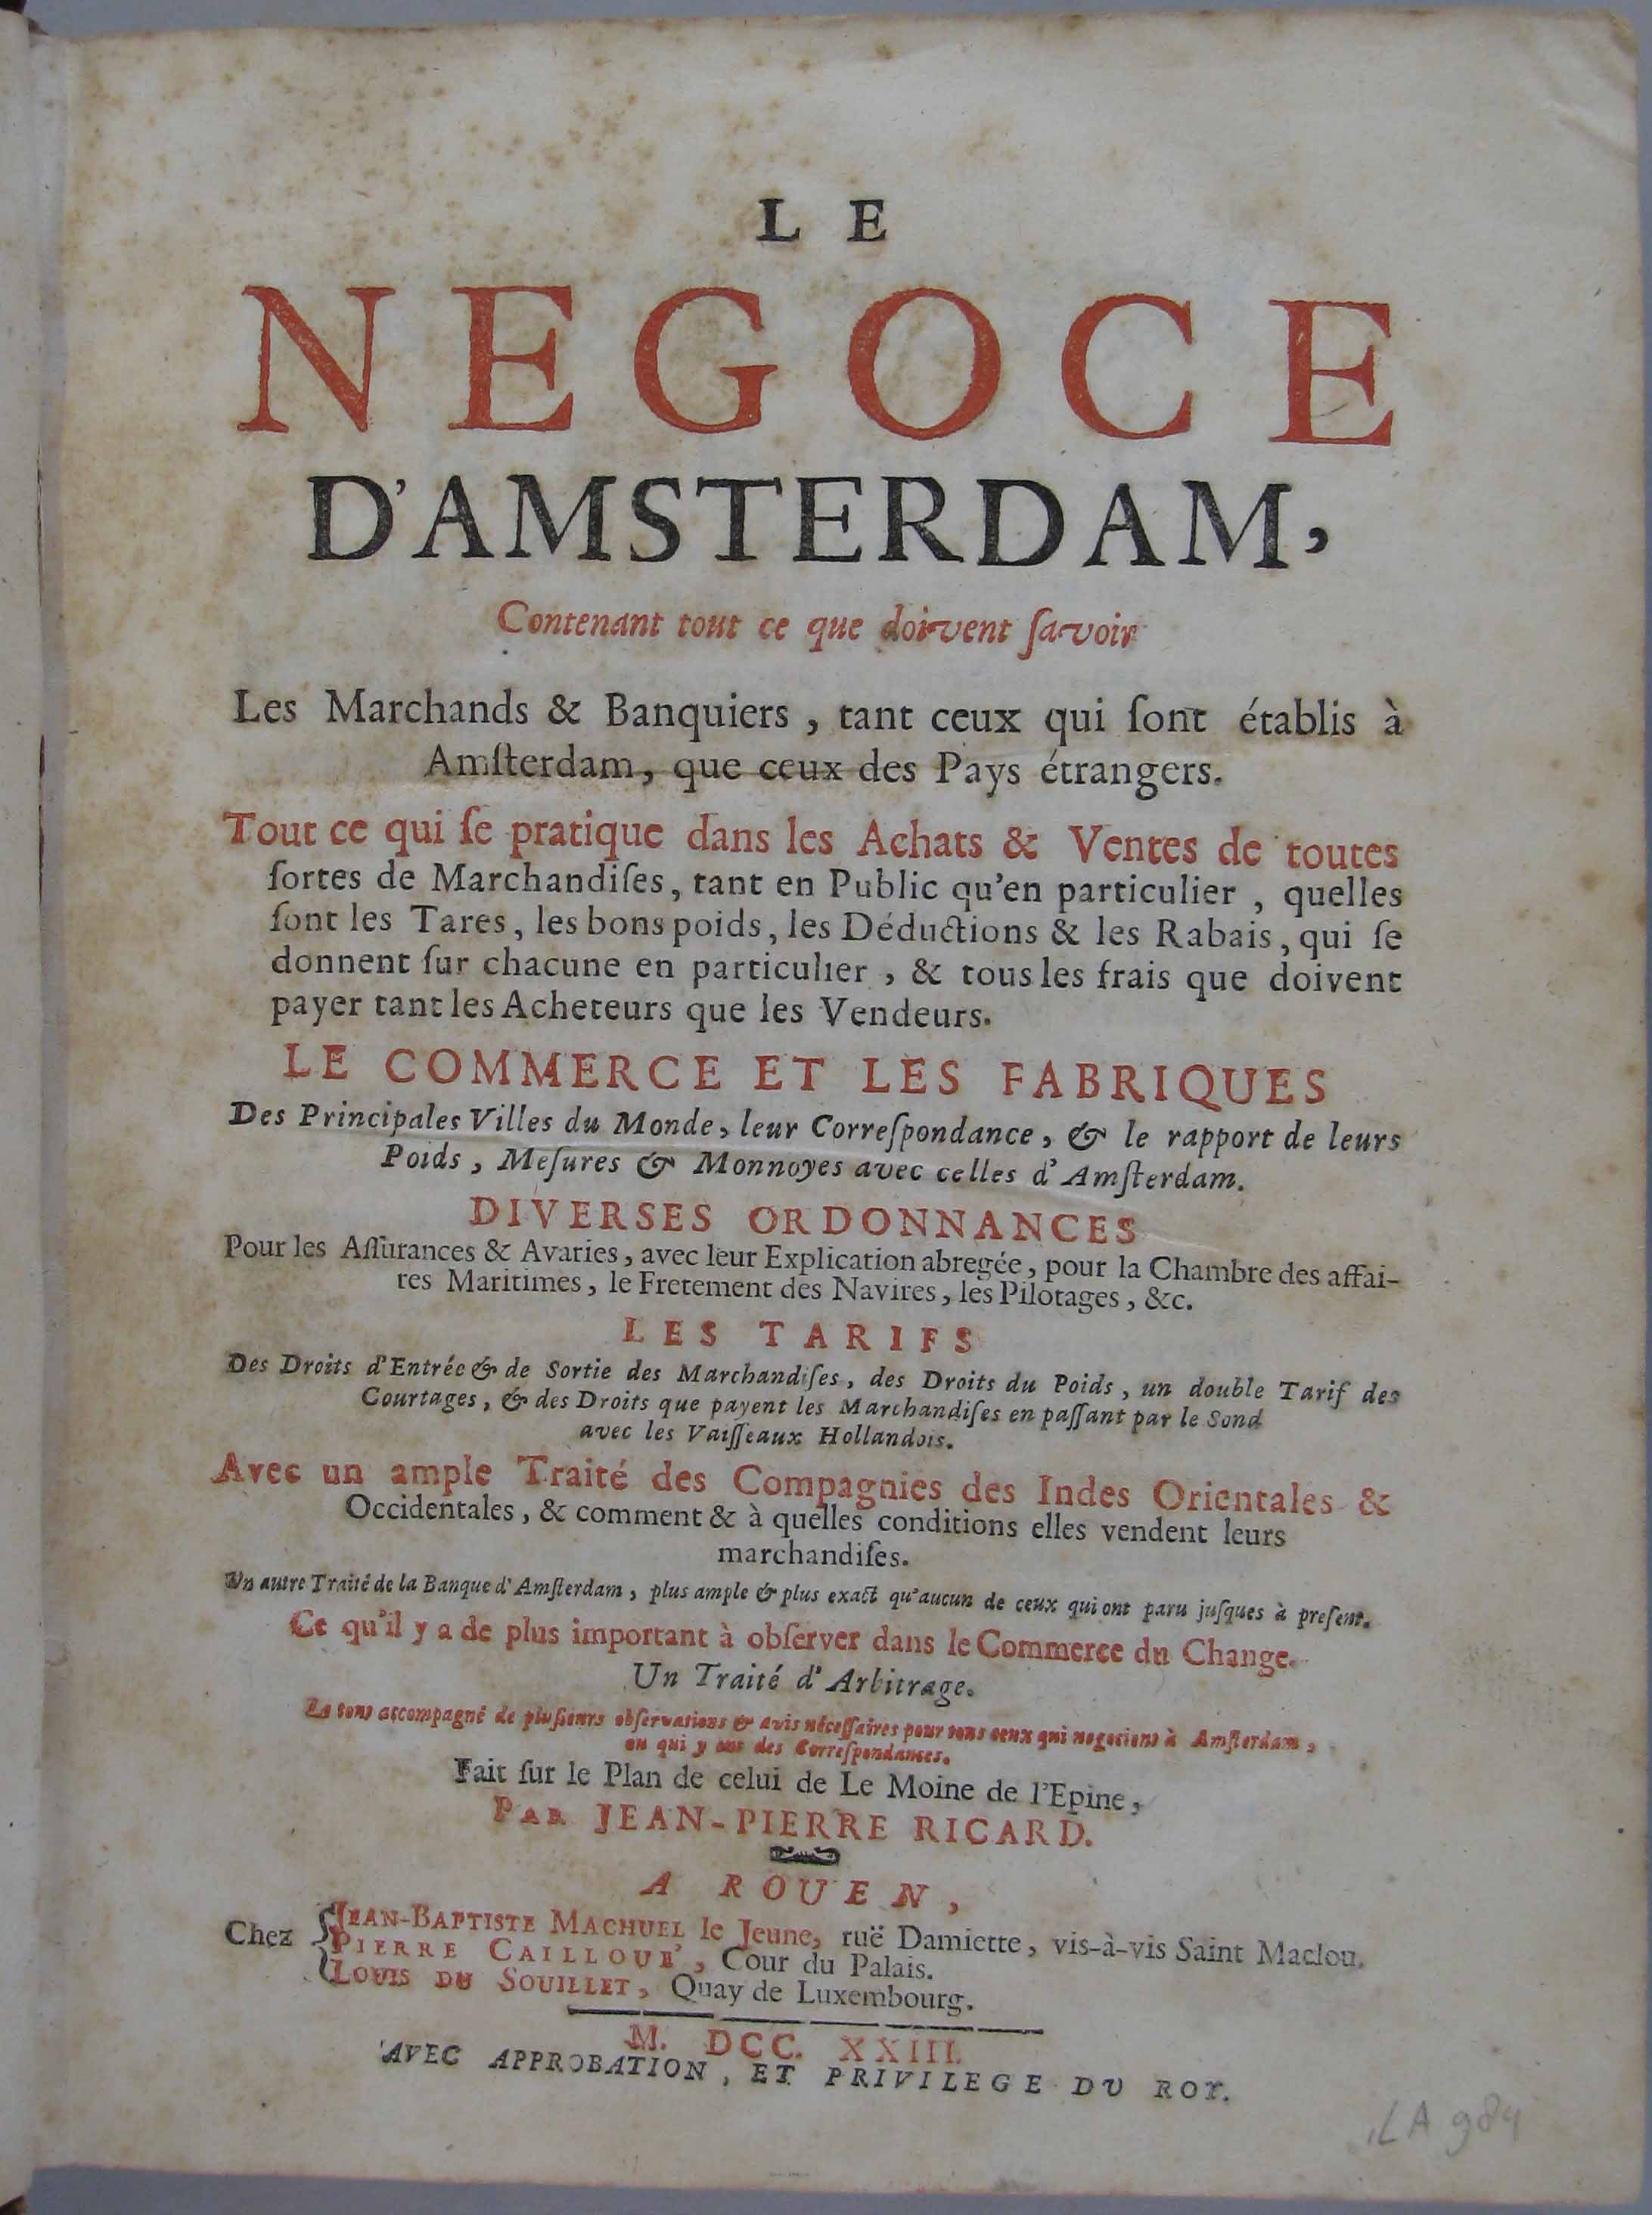 LE
NEGOCE
D'AMSTERDAM,
Contenant tout ce que doivent ſavoir
Les Marchands & Banquiers, tant ceux qui ſont établis à
Amſterdam, que ceux des Pays étrangers.
Tout ce qui ſe pratique dans les Achats & Ventes de toutes
ſortes de Marchandiſes, tant en Public qu'en particulier, quelles
ſont les Tares, les bons poids, les Déductions & les Rabais, qui ſe
donnent ſur chacune en particulier, & tous les frais que doivent
payer tant les Acheteurs que les Vendeurs.
LE COMMERCE ET LES FABRIQUES
Des Principales Villes du Monde, leur Correſpondance, & le rapport de leurs
Poids, Meſures & Monnoyes avec celles d'Amſterdam.
DIVERSES ORDONNANCES
Pour les Aſſurances & Avaries, avec leur Explication abregée, pour la Chambre des affai-
res Maritimes, le Fretement des Navires, les Pilotages, &c.
LES TARIFS
Des Droits d'Entrée & de Sortie des Marchandiſes, des Droits du Poids, un double Tarif des
Courtages, & des Droits que payent les Marchandiſes en paſſant par le Sond
avec les Vaiſſeaux Hollandois.
Avec un ample Traité des Compagnies des Indes Orientales &
Occidentales, & comment & à quelles conditions elles vendent leurs
marchandiſes.
Un autre Traité de la Banque d'Amſterdam, plus ample & plus exact qu'aucun de ceux qui ont paru juſques à preſent.
Ce qu'il y a de plus important à obſerver dans le Commerce du Change.
Un Traité d'Arbitrage.
Le tout accompagné de pluſieurs obſervations & avis néceſſaires pour tous ceux qui negocient à Amſterdam,
ou qui y ont des Correſpondances.
Fait ſur le Plan de celui de Le Moine de l'Epine,
PAR JEAN-PIERRE RICARD.
A ROUEN,
Chez { JEAN-BAPTISTE MACHUEL le Jeune, ruë Damiette, vis-à-vis Saint Maclou.
PIERRE CAILLOUE', Cour du Palais.
LOUIS DU SOUILLET, Quay de Luxembourg.
M. DCC. XXIII.
AVEC APPROBATION, ET PRIVILEGE DU ROY.
LA 984